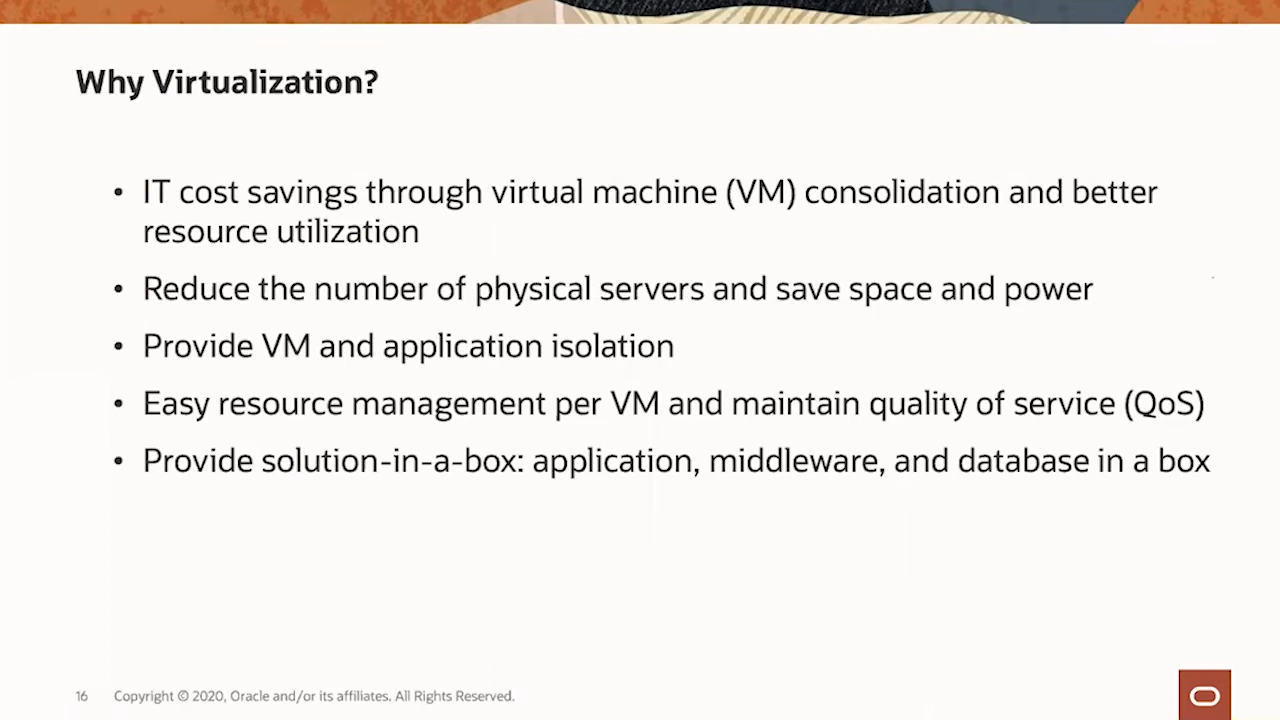 Why Virtualization?
• IT cost savings through virtual machine (VM) consolidation and better
resource utilization
• Reduce the number of physical servers and save space and power
• Provide VM and application isolation
• Easy resource management per VM and maintain quality of service (QoS)
• Provide solution-in-a-box: application, middleware, and database in a box
16 Copyright © 2020, Oracle and/or its affiliates. All Rights Reserved.